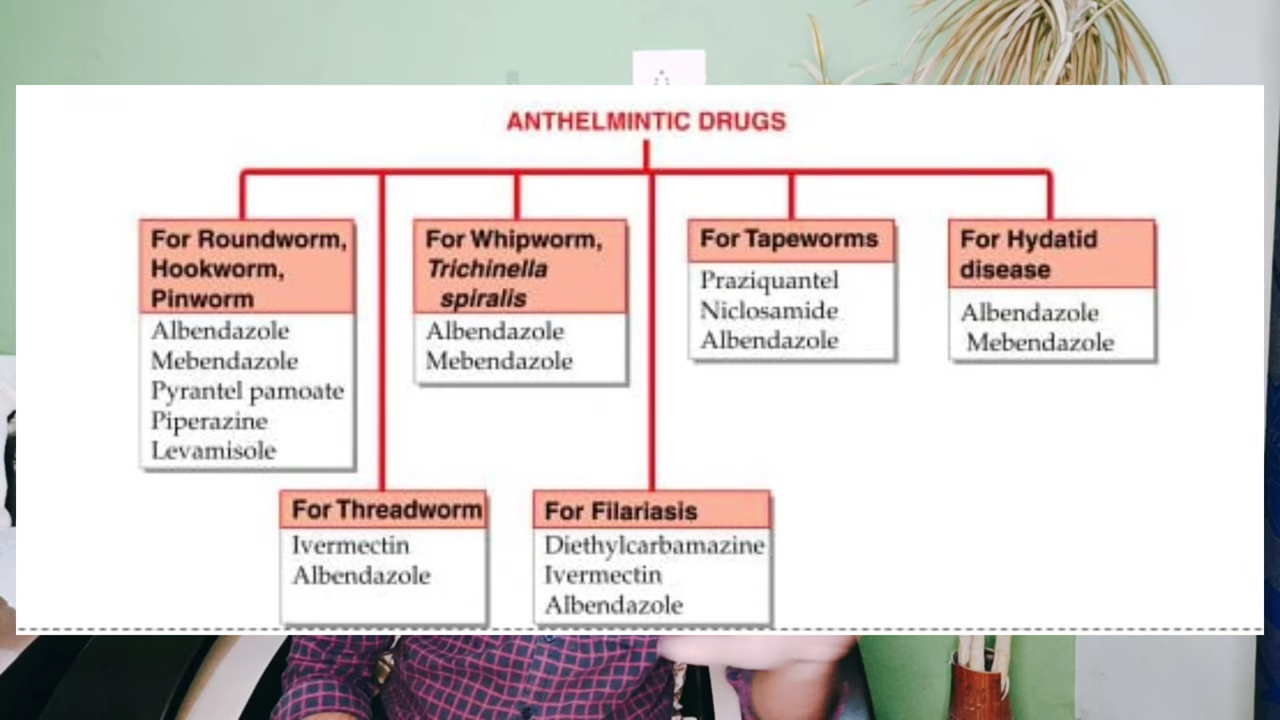 ANTHELMINTIC DRUGS
For Roundworm,
Hookworm,
Pinworm
Albendazole
Mebendazole
Pyrantel pamoate
Piperazine
Levamisole
For Whipworm,
Trichinella
spiralis
Albendazole
Mebendazole
For Tapeworms
Praziquantel
Niclosamide
Albendazole
For Hydatid
disease
Albendazole
Mebendazole
For Threadworm
Ivermectin
Albendazole
For Filariasis
Diethylcarbamazine
Ivermectin
Albendazole